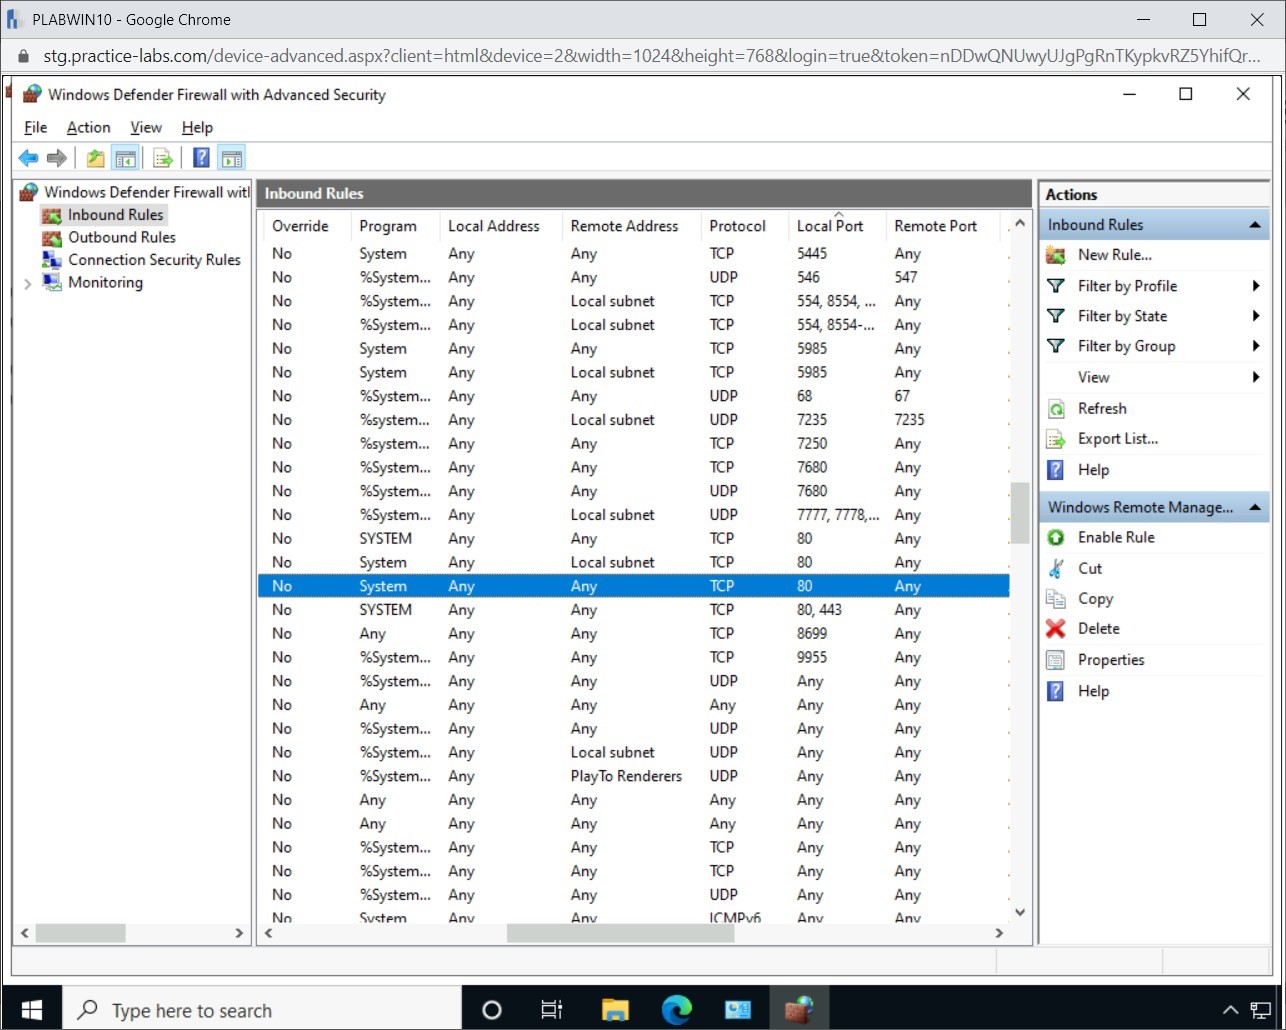 PLABWIN10 - Google Chrome
stg.practice-labs.com/device-advanced.aspx?client=html&device=2&width=1024&height=768&login=true&token=nDDwQNUwyUJgPgRnTKypkvRZ5YhifQr...
Windows Defender Firewall with Advanced Security
File Action View Help
Windows Defender Firewall witl
Inbound Rules
Outbound Rules
Connection Security Rules
Monitoring
Inbound Rules
Override Program Local Address Remote Address Protocol Local Port Remote Port
No System Any Any TCP 5445 Any
No %System... Any Any UDP 546 547
No %System... Any Local subnet TCP 554, 8554, ... Any
No %System... Any Local subnet TCP 554, 8554-... Any
No System Any Any TCP 5985 Any
No System Any Local subnet TCP 5985 Any
No %System... Any Any UDP 68 67
No %system... Any Local subnet UDP 7235 7235
No %system... Any Any TCP 7250 Any
No %System... Any Any TCP 7680 Any
No %System... Any Any UDP 7680 Any
No %System... Any Local subnet UDP 7777, 7778,... Any
No SYSTEM Any Any TCP 80 Any
No System Any Local subnet TCP 80 Any
No System Any Any TCP 80 Any
No SYSTEM Any Any TCP 80, 443 Any
No Any Any Any TCP 8699 Any
No %System... Any Any TCP 9955 Any
No %System... Any Any UDP Any Any
No Any Any Any Any Any Any
No %System... Any Any UDP Any Any
No %System... Any Local subnet UDP Any Any
No %System... Any PlayTo Renderers UDP Any Any
No Any Any Any Any Any Any
No Any Any Any Any Any Any
No %System... Any Any TCP Any Any
No %System... Any Any TCP Any Any
No %System... Any Any UDP Any Any
No System Any Any ICMPv6 Any Any
Actions
Inbound Rules
New Rule...
Filter by Profile
Filter by State
Filter by Group
View
Refresh
Export List...
Help
Windows Remote Manage...
Enable Rule
Cut
Copy
Delete
Properties
Help
Type here to search